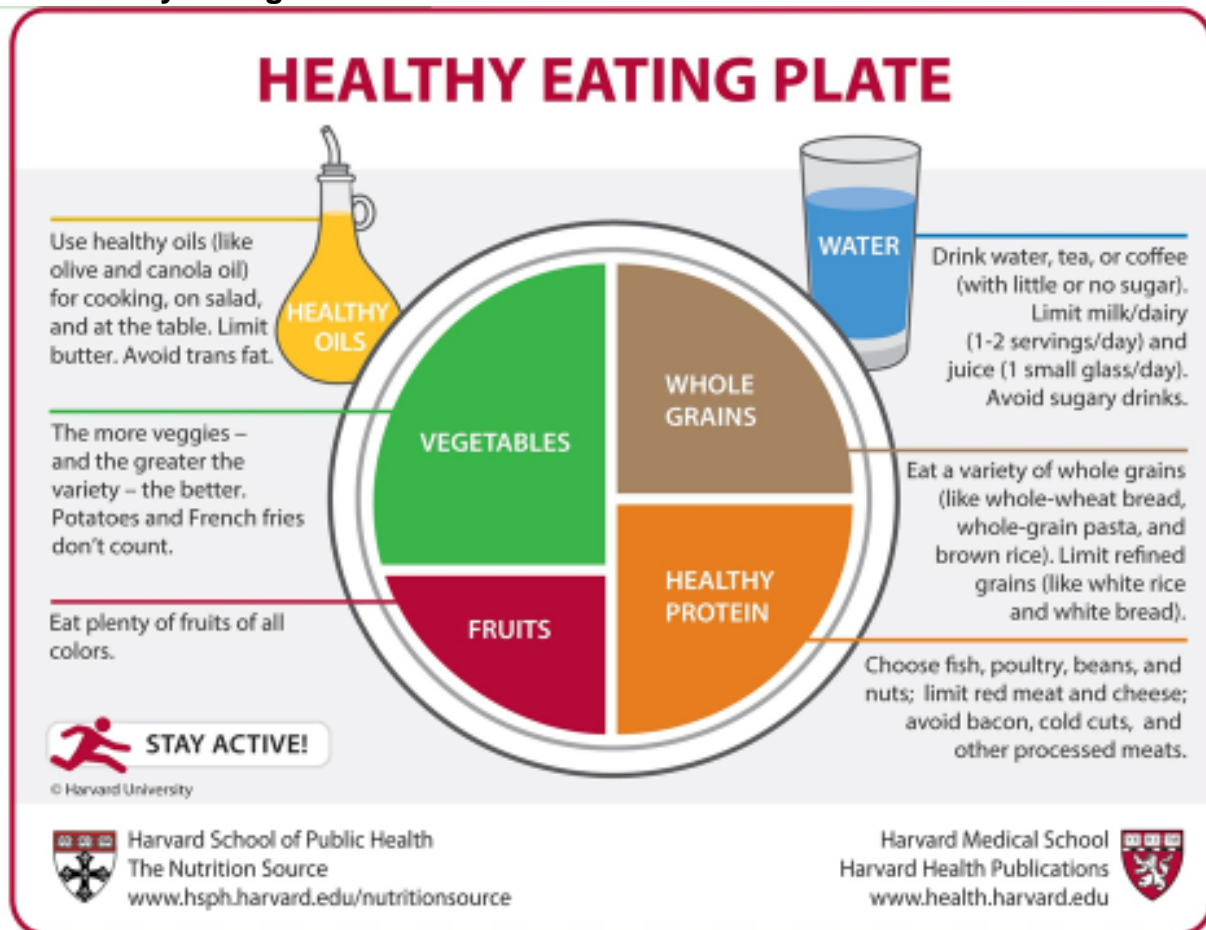 HEALTHY EATING PLATE
Use healthy oils (like
olive and canola oil)
for cooking, on salad,
and at the table. Limit
butter. Avoid trans fat.
HEALTHY
OILS
The more veggies –
and the greater the
variety – the better.
Potatoes and French fries
don't count.
Eat plenty of fruits of all
colors.
VEGETABLES
FRUITS
WHOLE
GRAINS
HEALTHY
PROTEIN
WATER
Drink water, tea, or coffee
(with little or no sugar).
Limit milk/dairy
(1-2 servings/day) and
juice (1 small glass/day).
Avoid sugary drinks.
Eat a variety of whole grains
(like whole-wheat bread,
whole-grain pasta, and
brown rice). Limit refined
grains (like white rice
and white bread).
Choose fish, poultry, beans, and
nuts; limit red meat and cheese;
avoid bacon, cold cuts, and
other processed meats.
STAY ACTIVE!
© Harvard University
Harvard School of Public Health
The Nutrition Source
www.hsph.harvard.edu/nutritionsource
Harvard Medical School
Harvard Health Publications
www.health.harvard.edu